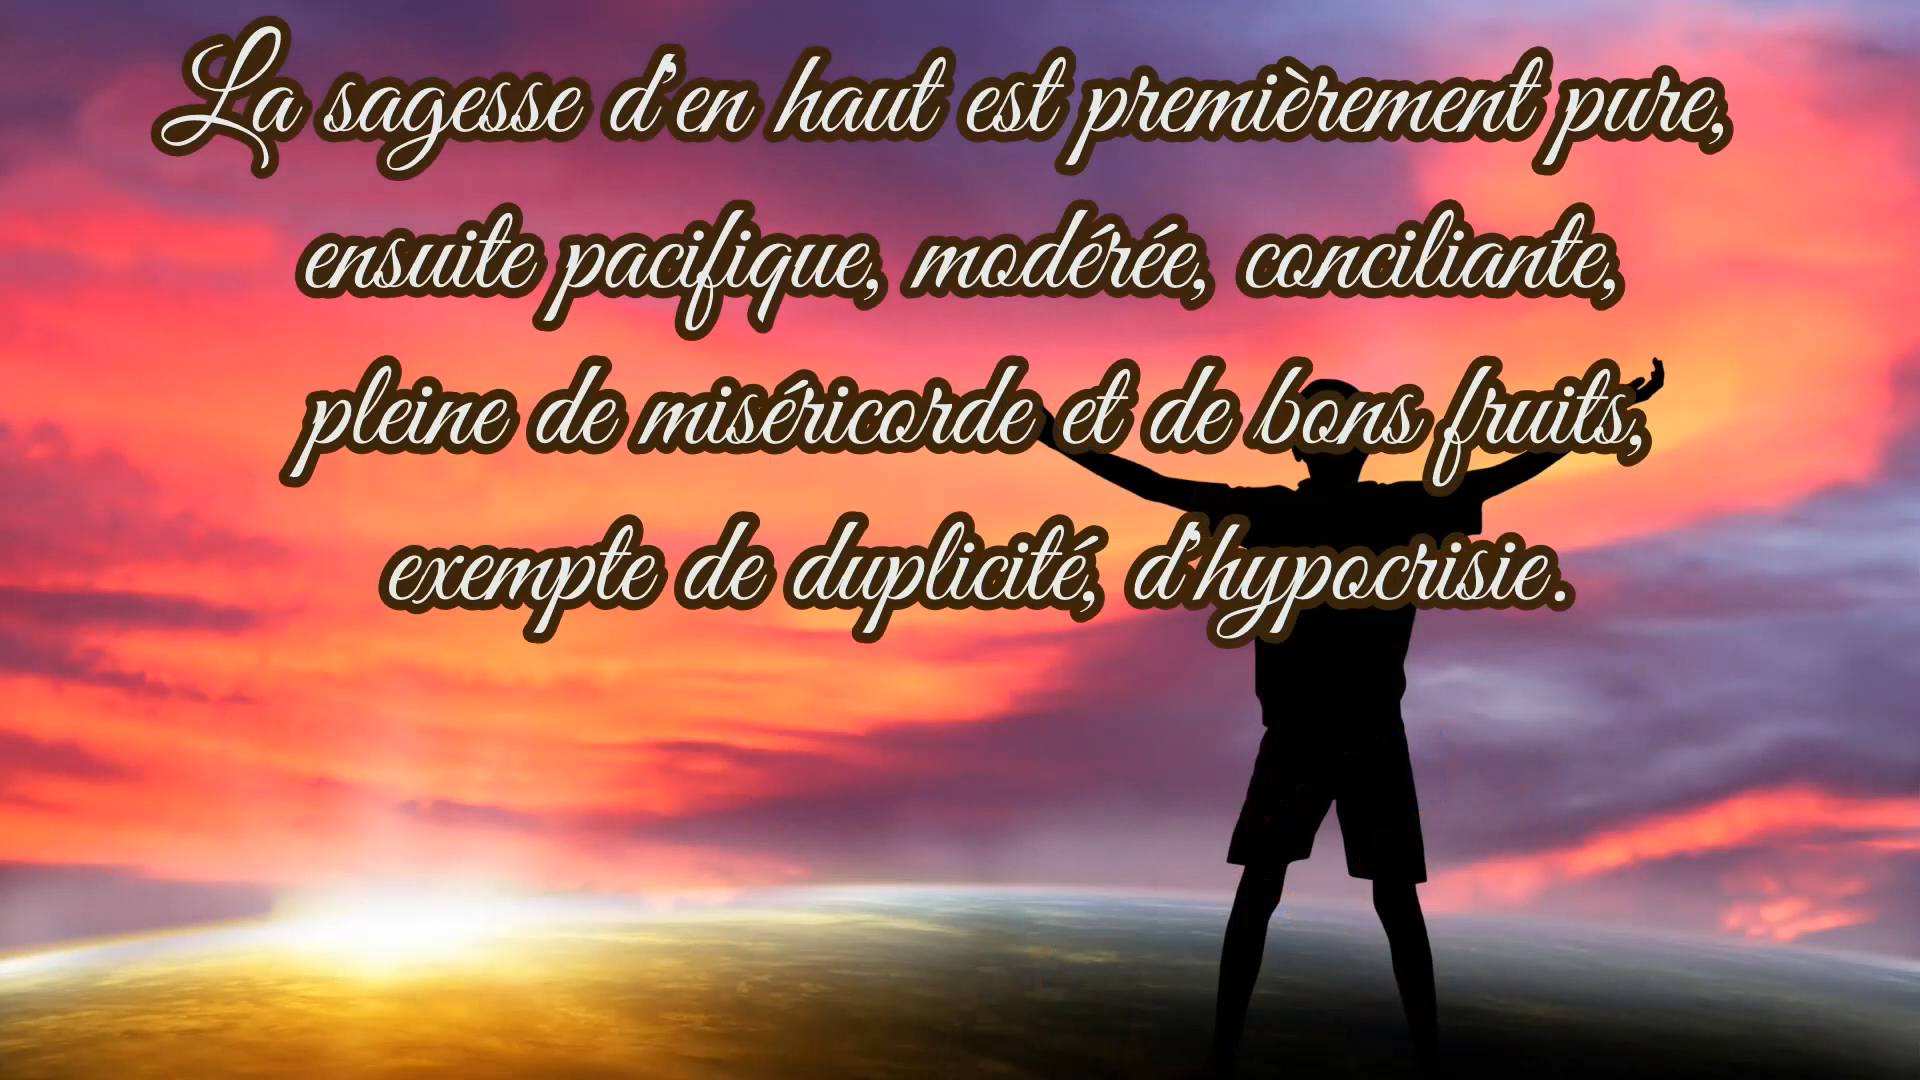 La sagesse d'en haut est premièrement pure,
ensuite pacifique, modérée, conciliante,
pleine de miséricorde et de bons fruits,
exempte de duplicité, d'hypocrisie.